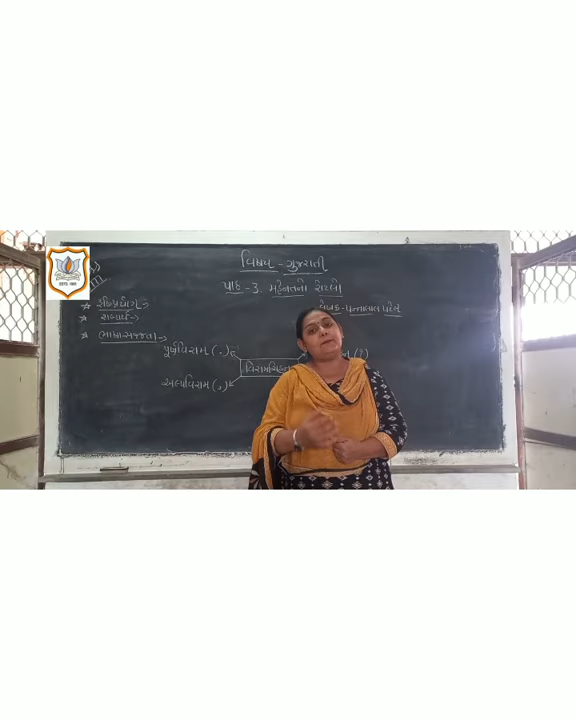 વિષય - ગુજરાતી
પાઠ - 3. મહેનતનો રોટલો
લેખક - પન્નાલાલ પટેલ
રૂઢિપ્રયોગ →
શબ્દાર્થ →
ભાષાસજ્જતા →
પૂર્ણવિરામ (.)
(?)
વિરામચિહ્ન
અલ્પવિરામ (,)